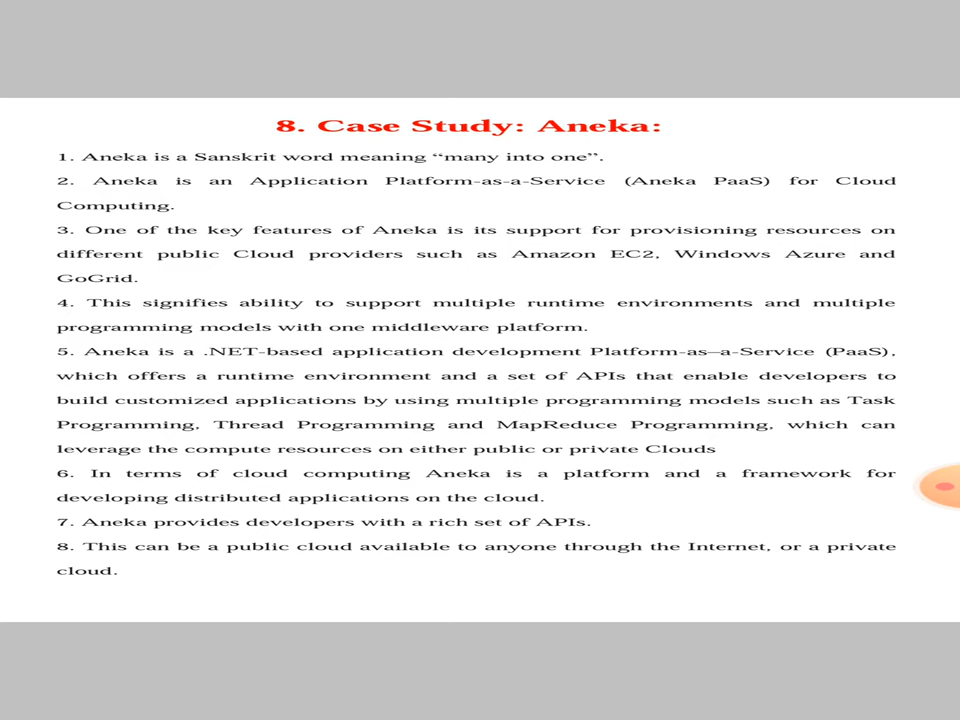 8. Case Study: Aneka:
1. Aneka is a Sanskrit word meaning “many into one”.
2. Aneka is an Application Platform-as-a-Service (Aneka PaaS) for Cloud
Computing.
3. One of the key features of Aneka is its support for provisioning resources on
different public Cloud providers such as Amazon EC2, Windows Azure and
GoGrid.
4. This signifies ability to support multiple runtime environments and multiple
programming models with one middleware platform.
5. Aneka is a .NET-based application development Platform-as–a-Service (PaaS),
which offers a runtime environment and a set of APIs that enable developers to
build customized applications by using multiple programming models such as Task
Programming, Thread Programming and MapReduce Programming, which can
leverage the compute resources on either public or private Clouds
6. In terms of cloud computing Aneka is a platform and a framework for
developing distributed applications on the cloud.
7. Aneka provides developers with a rich set of APIs.
8. This can be a public cloud available to anyone through the Internet, or a private
cloud.